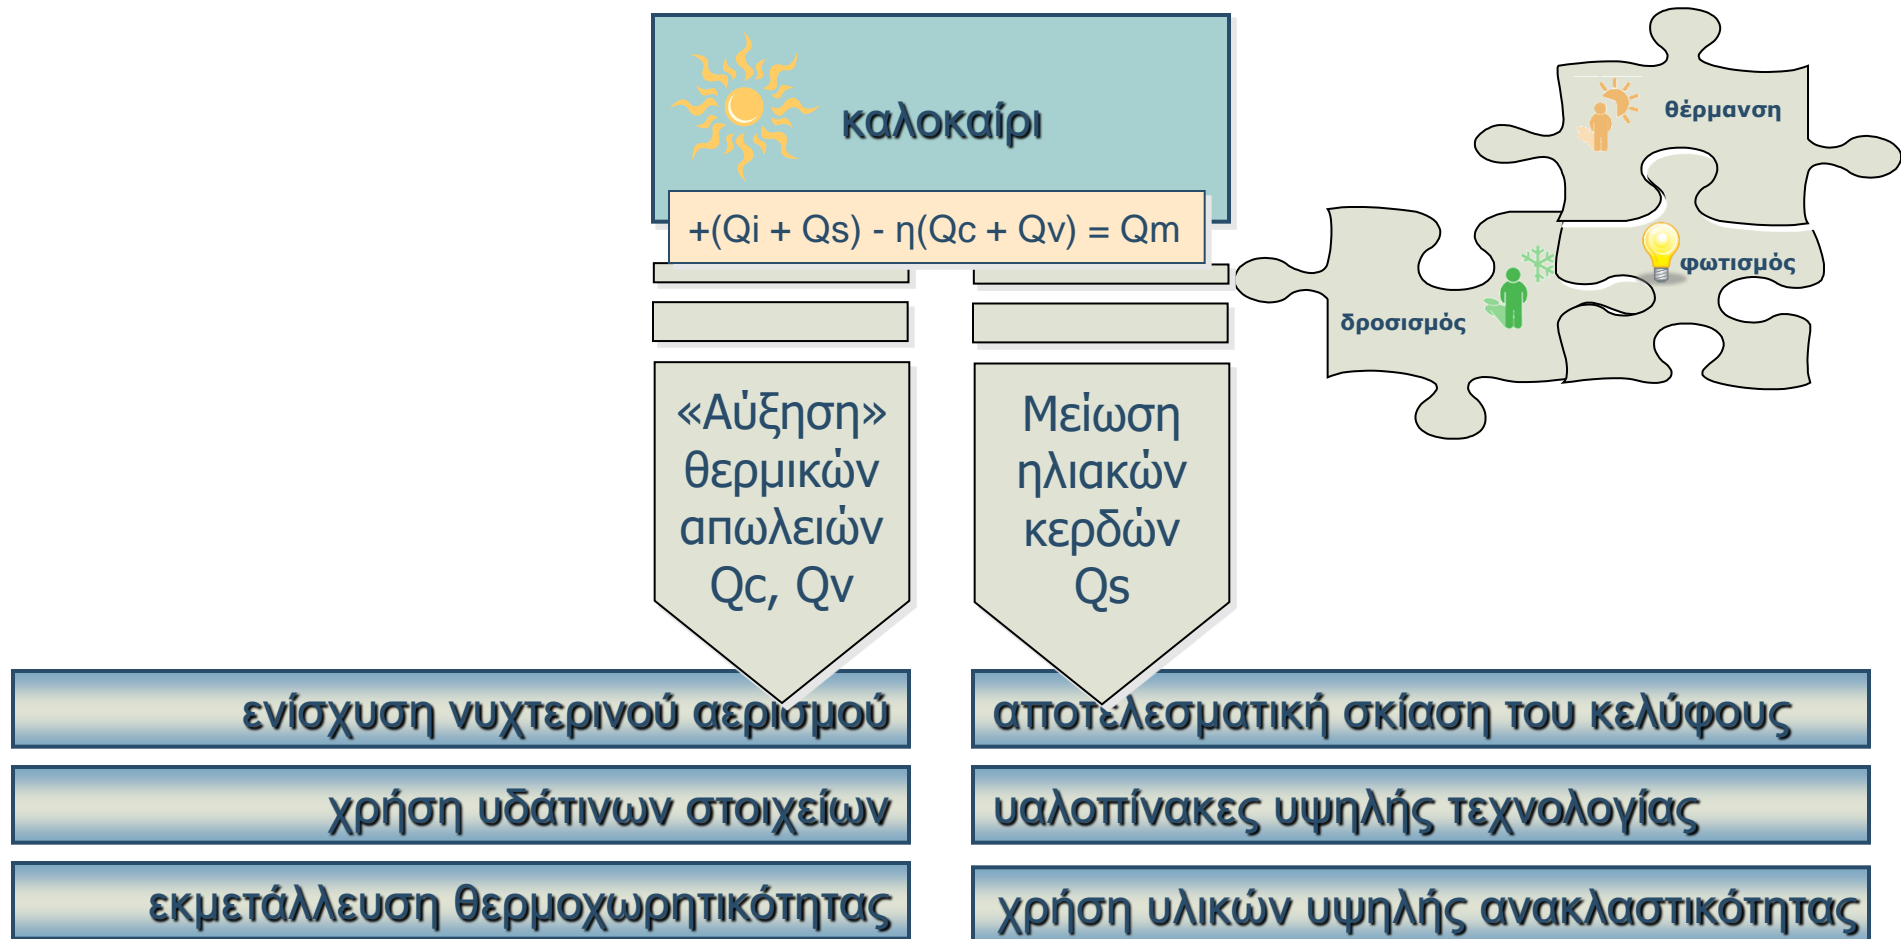 καλοκαίρι
+(Qi + Qs) - η(Qc + Qv) = Qm
θέρμανση
φωτισμός
δροσισμός
«Αύξηση»
θερμικών
απωλειών
Qc, Qv
Μείωση
ηλιακών
κερδών
Qs
ενίσχυση νυχτερινού αερισμού
χρήση υδάτινων στοιχείων
εκμετάλλευση θερμοχωρητικότητας
αποτελεσματική σκίαση του κελύφους
υαλοπίνακες υψηλής τεχνολογίας
χρήση υλικών υψηλής ανακλαστικότητας